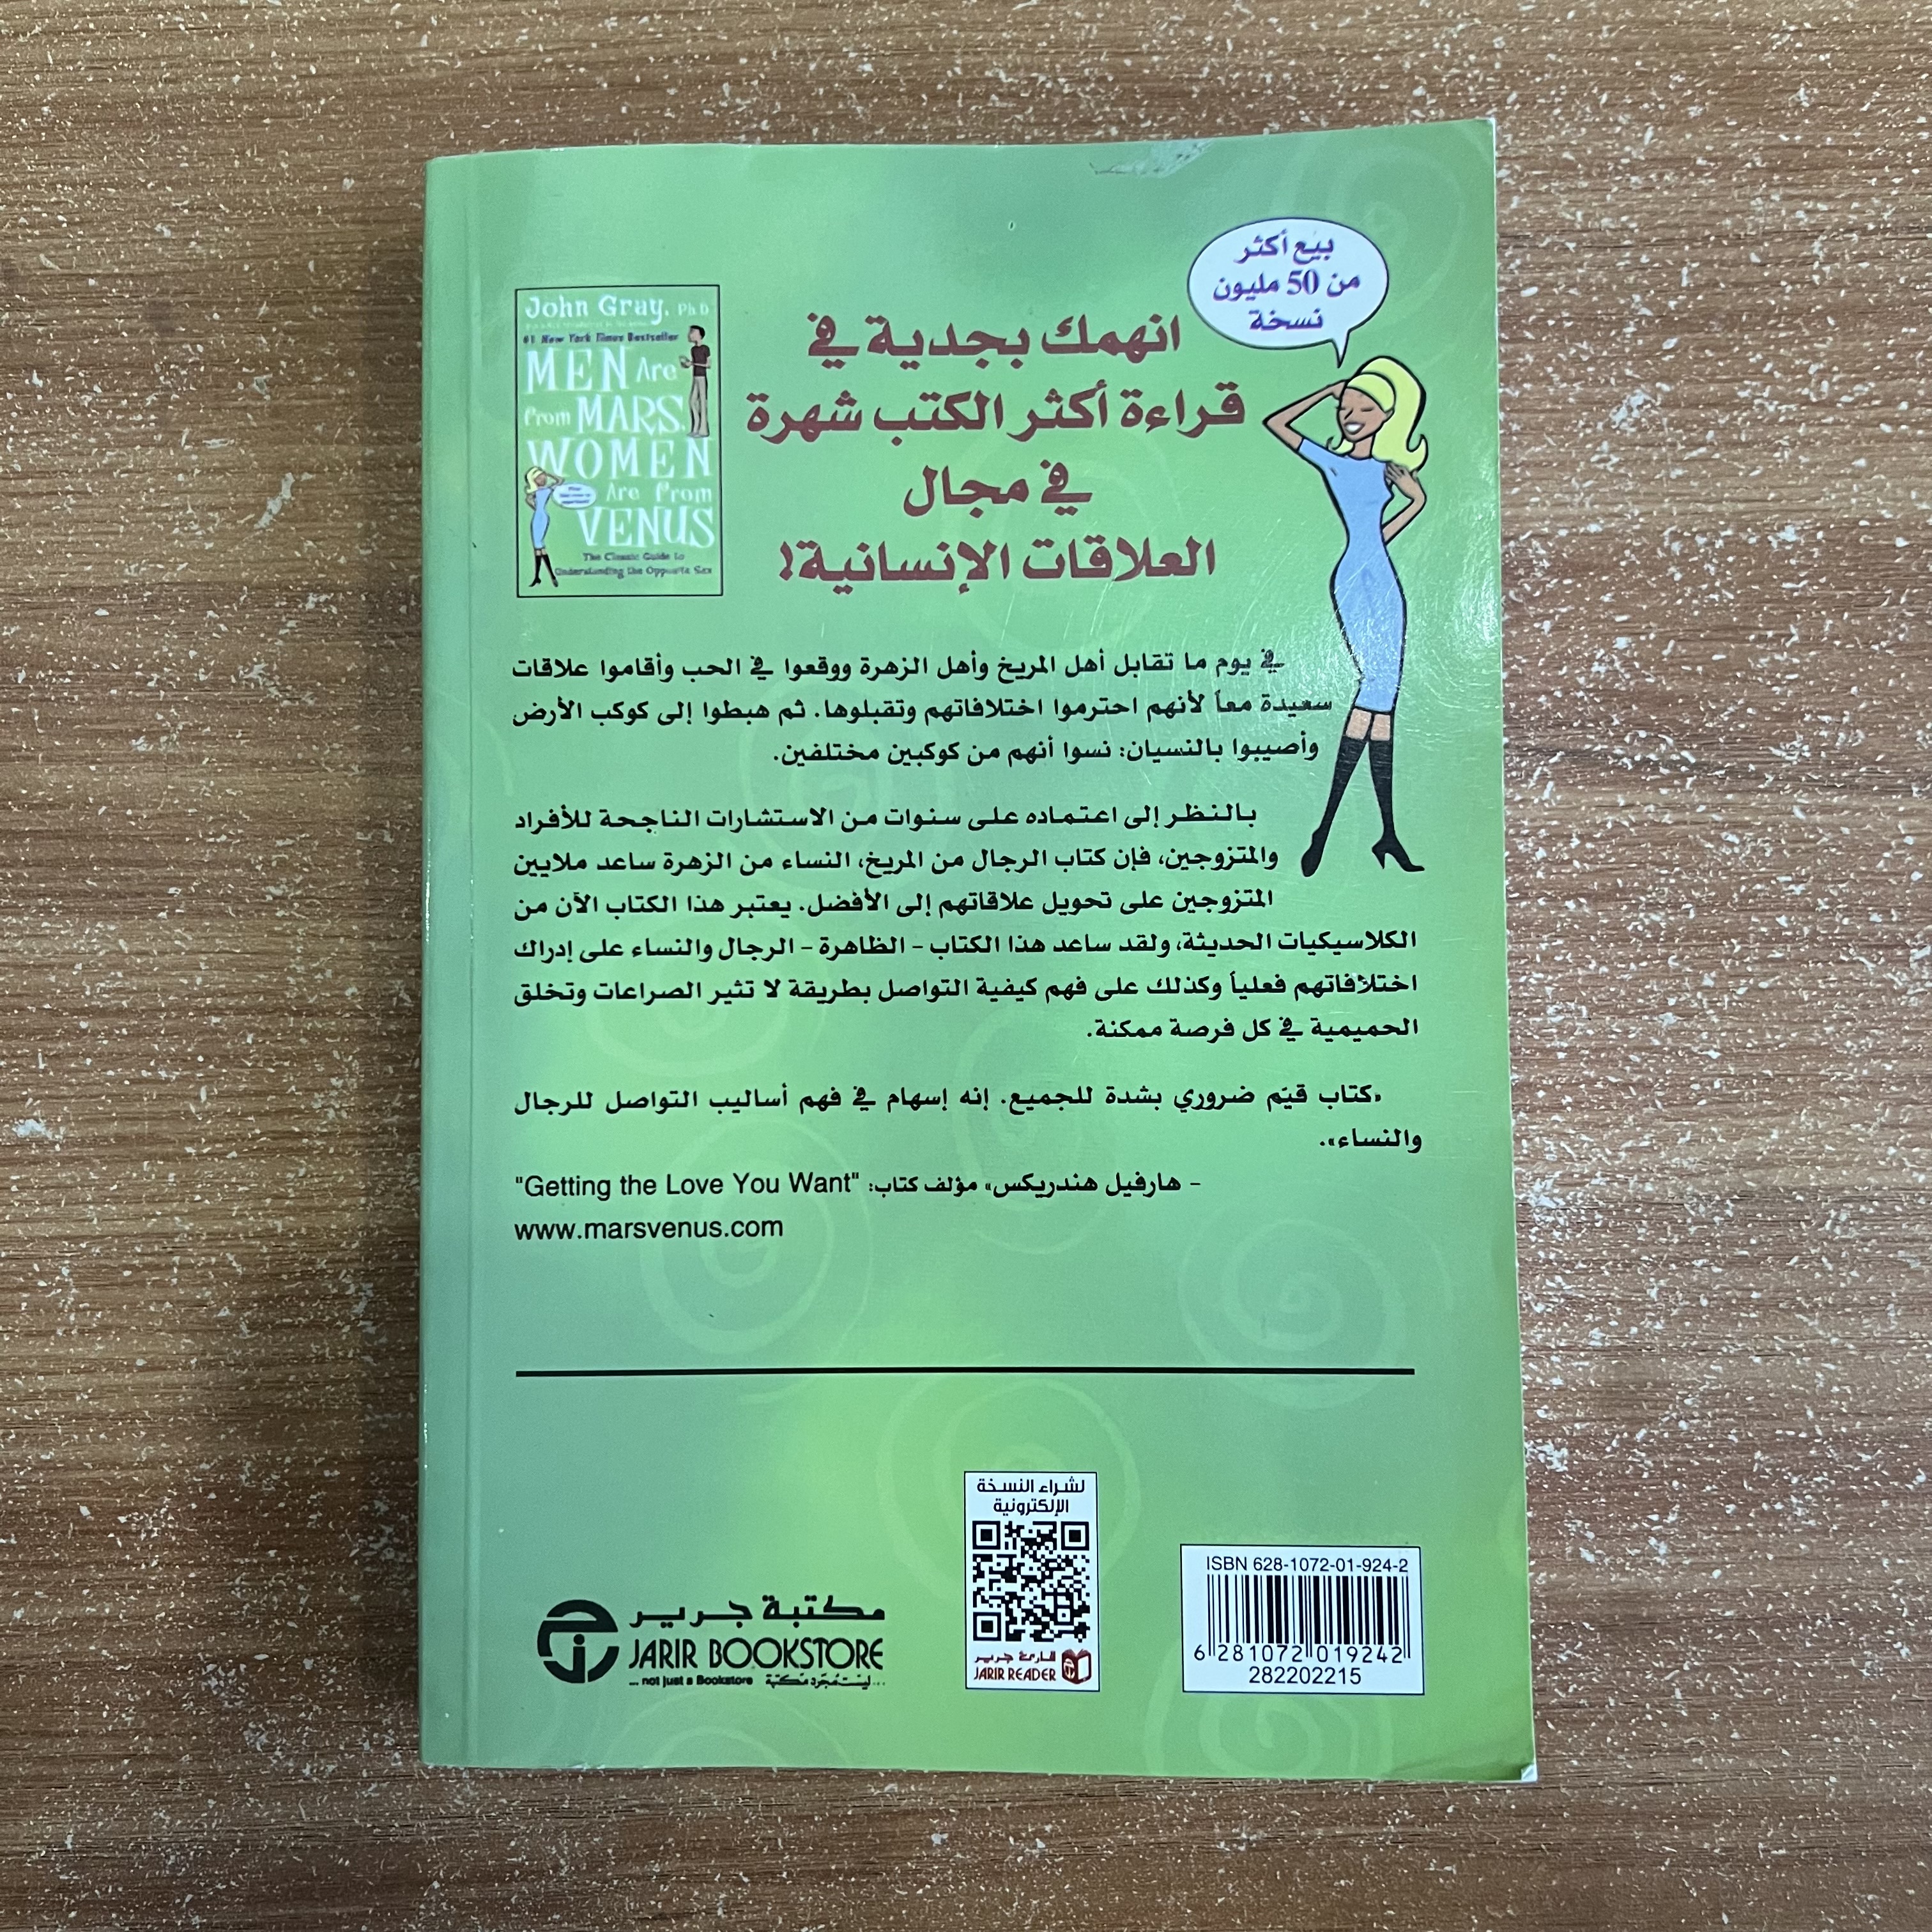 بيع أكثر
من 50 مليون
نسخة
انهمك بجدية في
قراءة أكثر الكتب شهرة
في مجال
العلاقات الإنسانية!
John Gray, Ph.D
#1 New York Times Bestseller
MEN Are
From MARS,
WOMEN
Are From
VENUS
The Classic Guide to
Understanding the Opposite Sex
في يوم ما تقابل أهل المريخ وأهل الزهرة ووقعوا في الحب وأقاموا علاقات
سعيدة معاً لأنهم احترموا اختلافاتهم وتقبلوها. ثم هبطوا إلى كوكب الأرض
وأصيبوا بالنسيان: نسوا أنهم من كوكبين مختلفين.
بالنظر إلى اعتماده على سنوات من الاستشارات الناجحة للأفراد
والمتزوجين، فإن كتاب الرجال من المريخ، النساء من الزهرة ساعد ملايين
المتزوجين على تحويل علاقاتهم إلى الأفضل. يعتبر هذا الكتاب الآن من
الكلاسيكيات الحديثة، ولقد ساعد هذا الكتاب - الظاهرة - الرجال والنساء على إدراك
اختلافاتهم فعلياً وكذلك على فهم كيفية التواصل بطريقة لا تثير الصراعات وتخلق
الحميمية في كل فرصة ممكنة.
«كتاب قيّم ضروري بشدة للجميع. إنه إسهام في فهم أساليب التواصل للرجال
والنساء».
- هارفيل هندريكس» مؤلف كتاب: "Getting the Love You Want"
www.marsvenus.com
لشراء النسخة
الإلكترونية
قارئ جرير
JARIR READER
ISBN 628-1072-01-924-2
6 281072 019242
282202215
مكتبة جرير
JARIR BOOKSTORE
... not just a Bookstore ليست مجرد مكتبة...